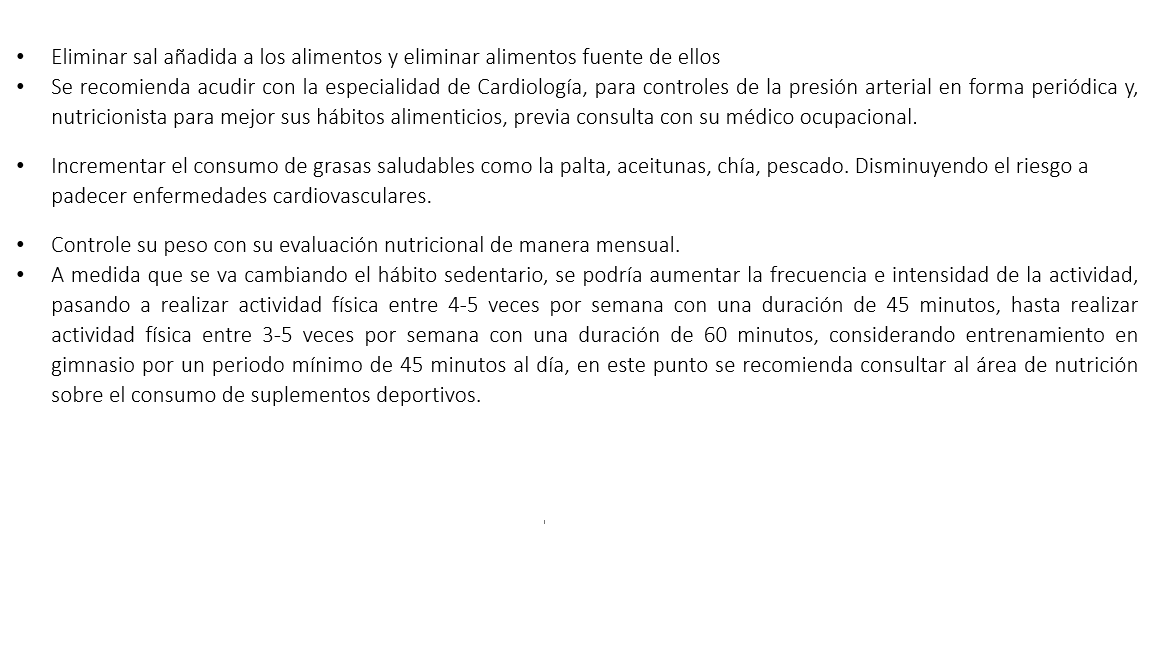 • Eliminar sal añadida a los alimentos y eliminar alimentos fuente de ellos
• Se recomienda acudir con la especialidad de Cardiología, para controles de la presión arterial en forma periódica y,
nutricionista para mejor sus hábitos alimenticios, previa consulta con su médico ocupacional.
• Incrementar el consumo de grasas saludables como la palta, aceitunas, chía, pescado. Disminuyendo el riesgo a
padecer enfermedades cardiovasculares.
• Controle su peso con su evaluación nutricional de manera mensual.
• A medida que se va cambiando el hábito sedentario, se podría aumentar la frecuencia e intensidad de la actividad,
pasando a realizar actividad física entre 4-5 veces por semana con una duración de 45 minutos, hasta realizar
actividad física entre 3-5 veces por semana con una duración de 60 minutos, considerando entrenamiento en
gimnasio por un periodo mínimo de 45 minutos al día, en este punto se recomienda consultar al área de nutrición
sobre el consumo de suplementos deportivos.